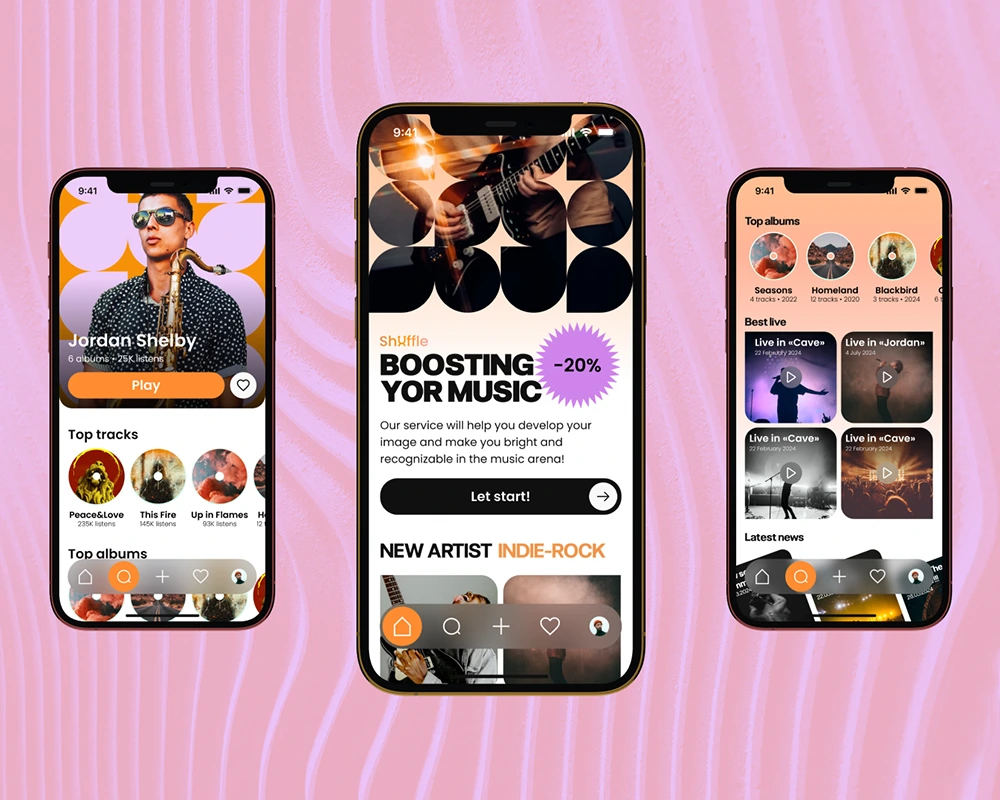 9:41
Jordan Shelby
6 albums • 25K listens
Play
Top tracks
Peace&Love
235K listens
This Fire
145K listens
Up in Flames
93K listens
Top albums
9:41
Shuffle
BOOSTING
YOR MUSIC
-20%
Our service will help you develop your
image and make you bright and
recognizable in the music arena!
Let start!
NEW ARTIST INDIE-ROCK
9:41
Top albums
Seasons
4 tracks • 2022
Homeland
12 tracks • 2020
Blackbird
3 tracks • 2024
Best live
Live in «Cave»
22 February 2024
Live in «Jordan»
4 July 2024
Live in «Cave»
22 February 2024
Live in «Cave»
22 February 2024
Latest news